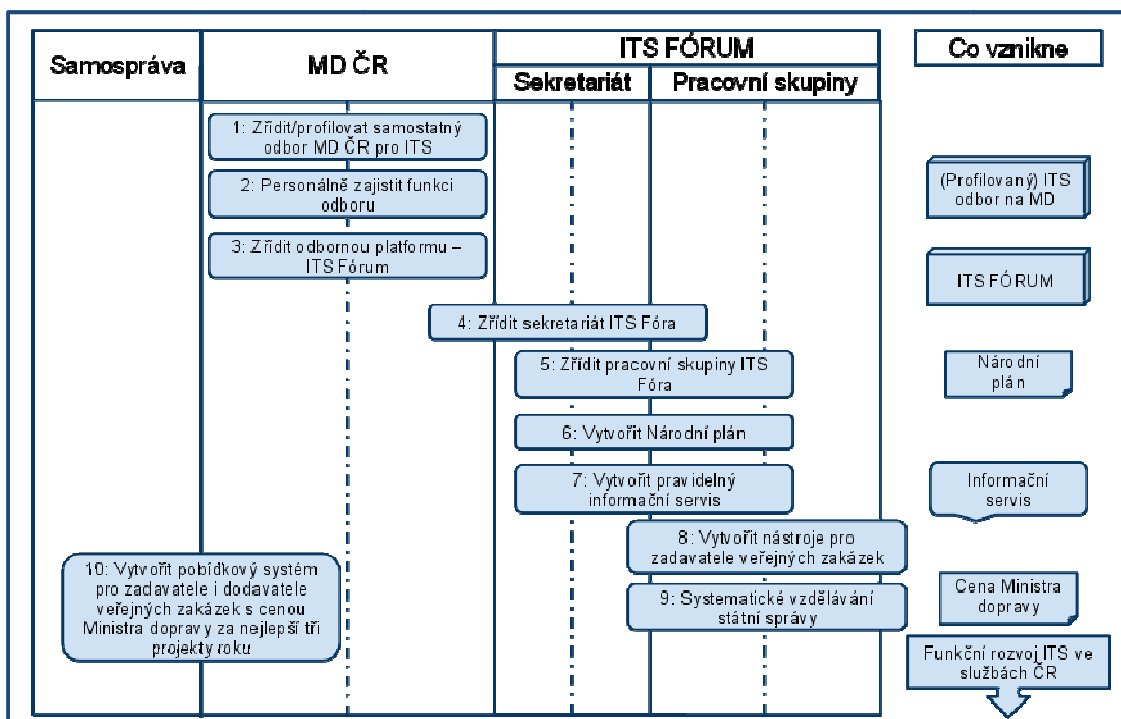 Samospráva
MD ČR
ITS FÓRUM
Sekretariát
Pracovní skupiny
Co vznikne
1: Zřídit/profilovat samostatný
odbor MD ČR pro ITS
2: Personálně zajistit funkci
odboru
3: Zřídit odbornou platformu –
ITS Fórum
4: Zřídit sekretariát ITS Fóra
5: Zřídit pracovní skupiny ITS
Fóra
6: Vytvořit Národní plán
7: Vytvořit pravidelný
informační servis
8: Vytvořit nástroje pro
zadavatele veřejných zakázek
9: Systematické vzdělávání
státní správy
10: Vytvořit pobídkový systém
pro zadavatele i dodavatele
veřejných zakázek s cenou
Ministra dopravy za nejlepší tři
projekty roku
(Profilovaný) ITS
odbor na MD
ITS FÓRUM
Národní
plán
Informační
servis
Cena Ministra
dopravy
Funkční rozvoj ITS ve
službách ČR